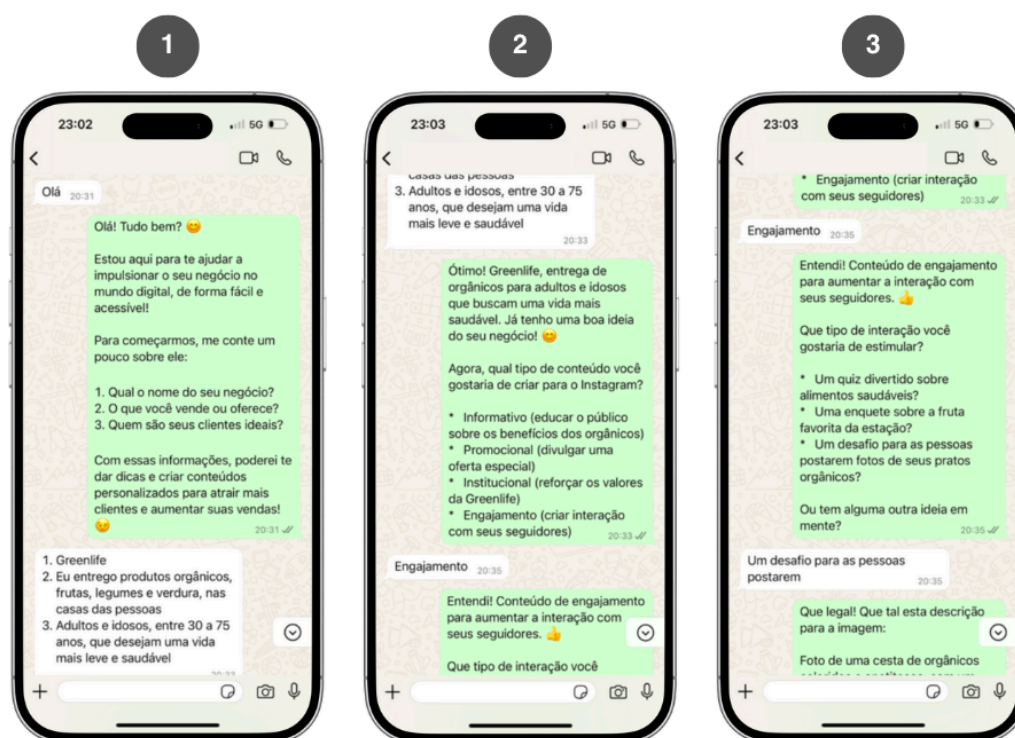 1
23:02
5G
Olá 20:31
Olá! Tudo bem? 😊
Estou aqui para te ajudar a
impulsionar o seu negócio no
mundo digital, de forma fácil e
acessível!
Para começarmos, me conte um
pouco sobre ele:
1. Qual o nome do seu negócio?
2. O que você vende ou oferece?
3. Quem são seus clientes ideais?
Com essas informações, poderei te
dar dicas e criar conteúdos
personalizados para atrair mais
clientes e aumentar suas vendas!
😉 20:31
1. Greenlife
2. Eu entrego produtos orgânicos,
frutas, legumes e verdura, nas
casas das pessoas
3. Adultos e idosos, entre 30 a 75
anos, que desejam uma vida
mais leve e saudável
20:33
2
23:03
5G
casas das pessoas
3. Adultos e idosos, entre 30 a 75
anos, que desejam uma vida
mais leve e saudável
20:33
Ótimo! Greenlife, entrega de
orgânicos para adultos e idosos
que buscam uma vida mais
saudável. Já tenho uma boa ideia
do seu negócio! 😊
Agora, qual tipo de conteúdo você
gostaria de criar para o Instagram?
* Informativo (educar o público
sobre os benefícios dos orgânicos)
* Promocional (divulgar uma
oferta especial)
* Institucional (reforçar os valores
da Greenlife)
* Engajamento (criar interação
com seus seguidores) 20:33
Engajamento 20:35
Entendi! Conteúdo de engajamento
para aumentar a interação com
seus seguidores. 👍
Que tipo de interação você
3
23:03
5G
* Engajamento (criar interação
com seus seguidores) 20:33
Engajamento 20:35
Entendi! Conteúdo de engajamento
para aumentar a interação com
seus seguidores. 👍
Que tipo de interação você
gostaria de estimular?
* Um quiz divertido sobre
alimentos saudáveis?
* Uma enquete sobre a fruta
favorita da estação?
* Um desafio para as pessoas
postarem fotos de seus pratos
orgânicos?
Ou tem alguma outra ideia em
mente? 20:35
Um desafio para as pessoas
postarem 20:35
Que legal! Que tal esta descrição
para a imagem:
Foto de uma cesta de orgânicos